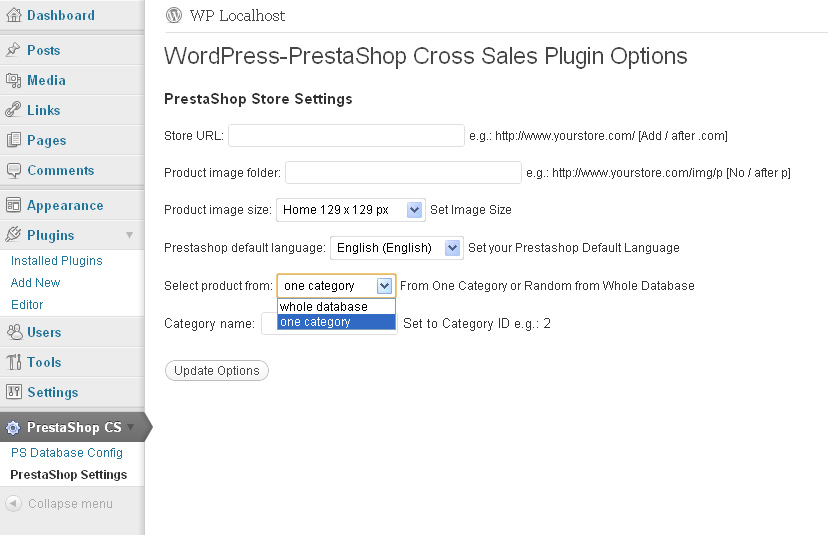 Dashboard
Posts
Media
Links
Pages
Comments
Appearance
Plugins
Installed Plugins
Add New
Editor
Users
Tools
Settings
PrestaShop CS
PS Database Config
PrestaShop Settings
Collapse menu
WP Localhost
WordPress-PrestaShop Cross Sales Plugin Options
PrestaShop Store Settings
Store URL: e.g.: http://www.yourstore.com/ [Add / after .com]
Product image folder: e.g.: http://www.yourstore.com/img/p [No / after p]
Product image size: Home 129 x 129 px Set Image Size
Prestashop default language: English (English) Set your Prestashop Default Language
Select product from: one category From One Category or Random from Whole Database
whole database
one category
Category name: Set to Category ID e.g.: 2
Update Options